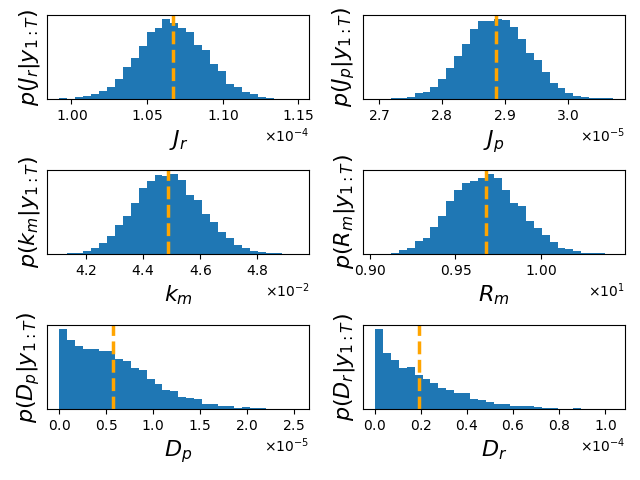 p(J_r|y_{1:T})
1.00 1.05 1.10 1.15
×10^{-4}
J_r
p(J_p|y_{1:T})
2.7 2.8 2.9 3.0
×10^{-5}
J_p
p(k_m|y_{1:T})
4.2 4.4 4.6 4.8
×10^{-2}
k_m
p(R_m|y_{1:T})
0.90 0.95 1.00
×10^{1}
R_m
p(D_p|y_{1:T})
0.0 0.5 1.0 1.5 2.0 2.5
×10^{-5}
D_p
p(D_r|y_{1:T})
0.0 0.2 0.4 0.6 0.8 1.0
×10^{-4}
D_r